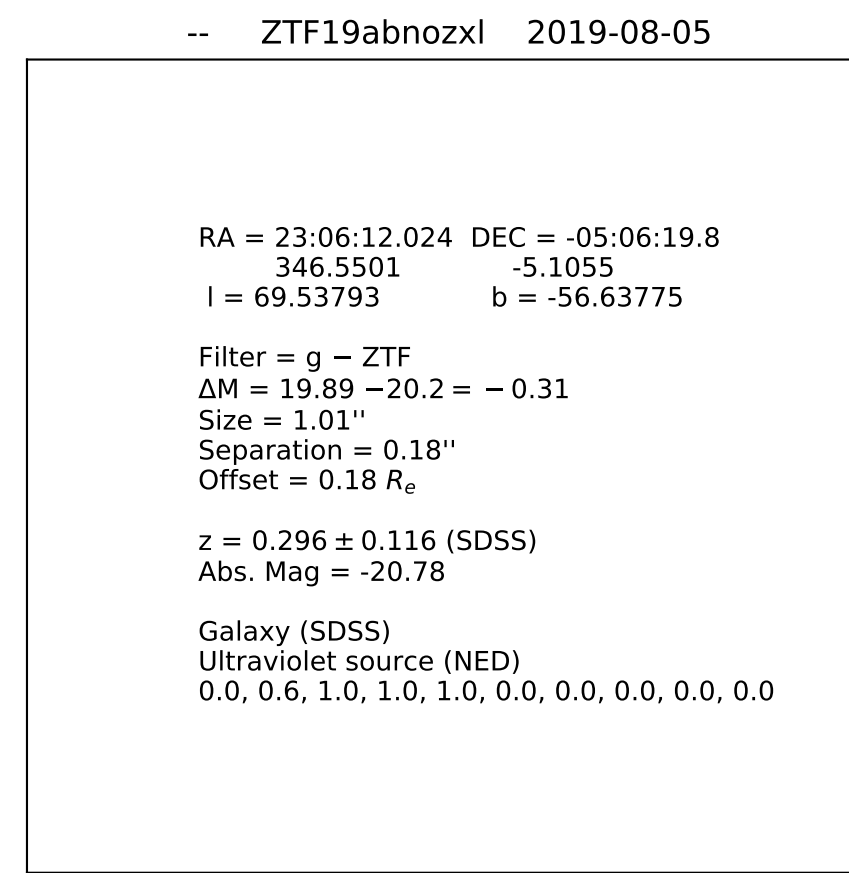 -- ZTF19abnozxl 2019-08-05
RA = 23:06:12.024 DEC = -05:06:19.8
346.5501 -5.1055
l = 69.53793 b = -56.63775
Filter = g − ZTF
ΔM = 19.89 −20.2 = − 0.31
Size = 1.01''
Separation = 0.18''
Offset = 0.18 Rₑ
z = 0.296 ± 0.116 (SDSS)
Abs. Mag = -20.78
Galaxy (SDSS)
Ultraviolet source (NED)
0.0, 0.6, 1.0, 1.0, 1.0, 0.0, 0.0, 0.0, 0.0, 0.0